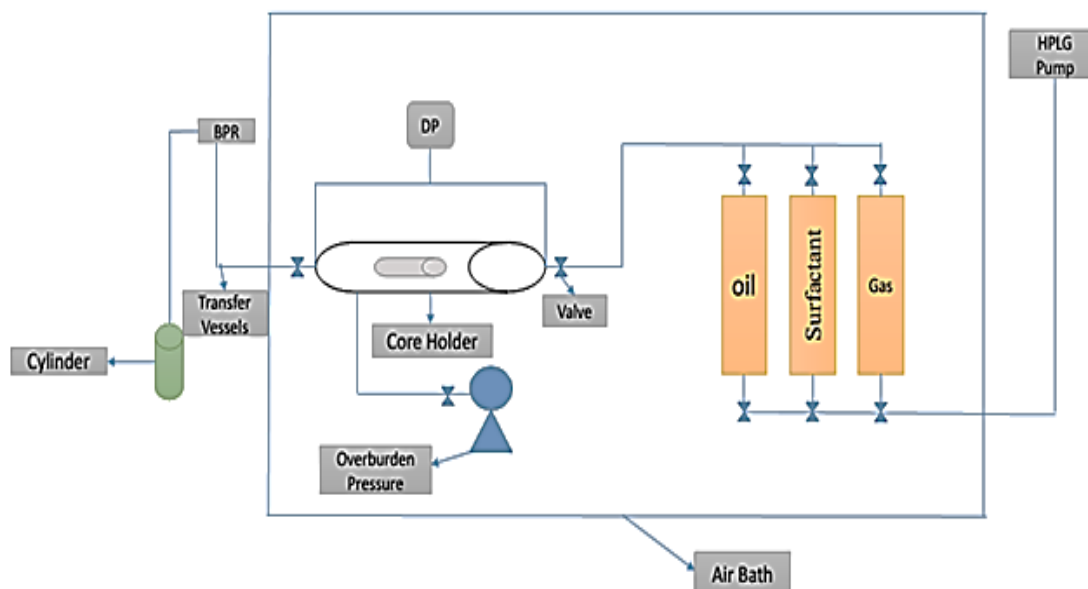 HPLG
Pump
DP
BPR
oil
Surfactant
Gas
Transfer
Vessels
Valve
Core Holder
Cylinder
Overburden
Pressure
Air Bath